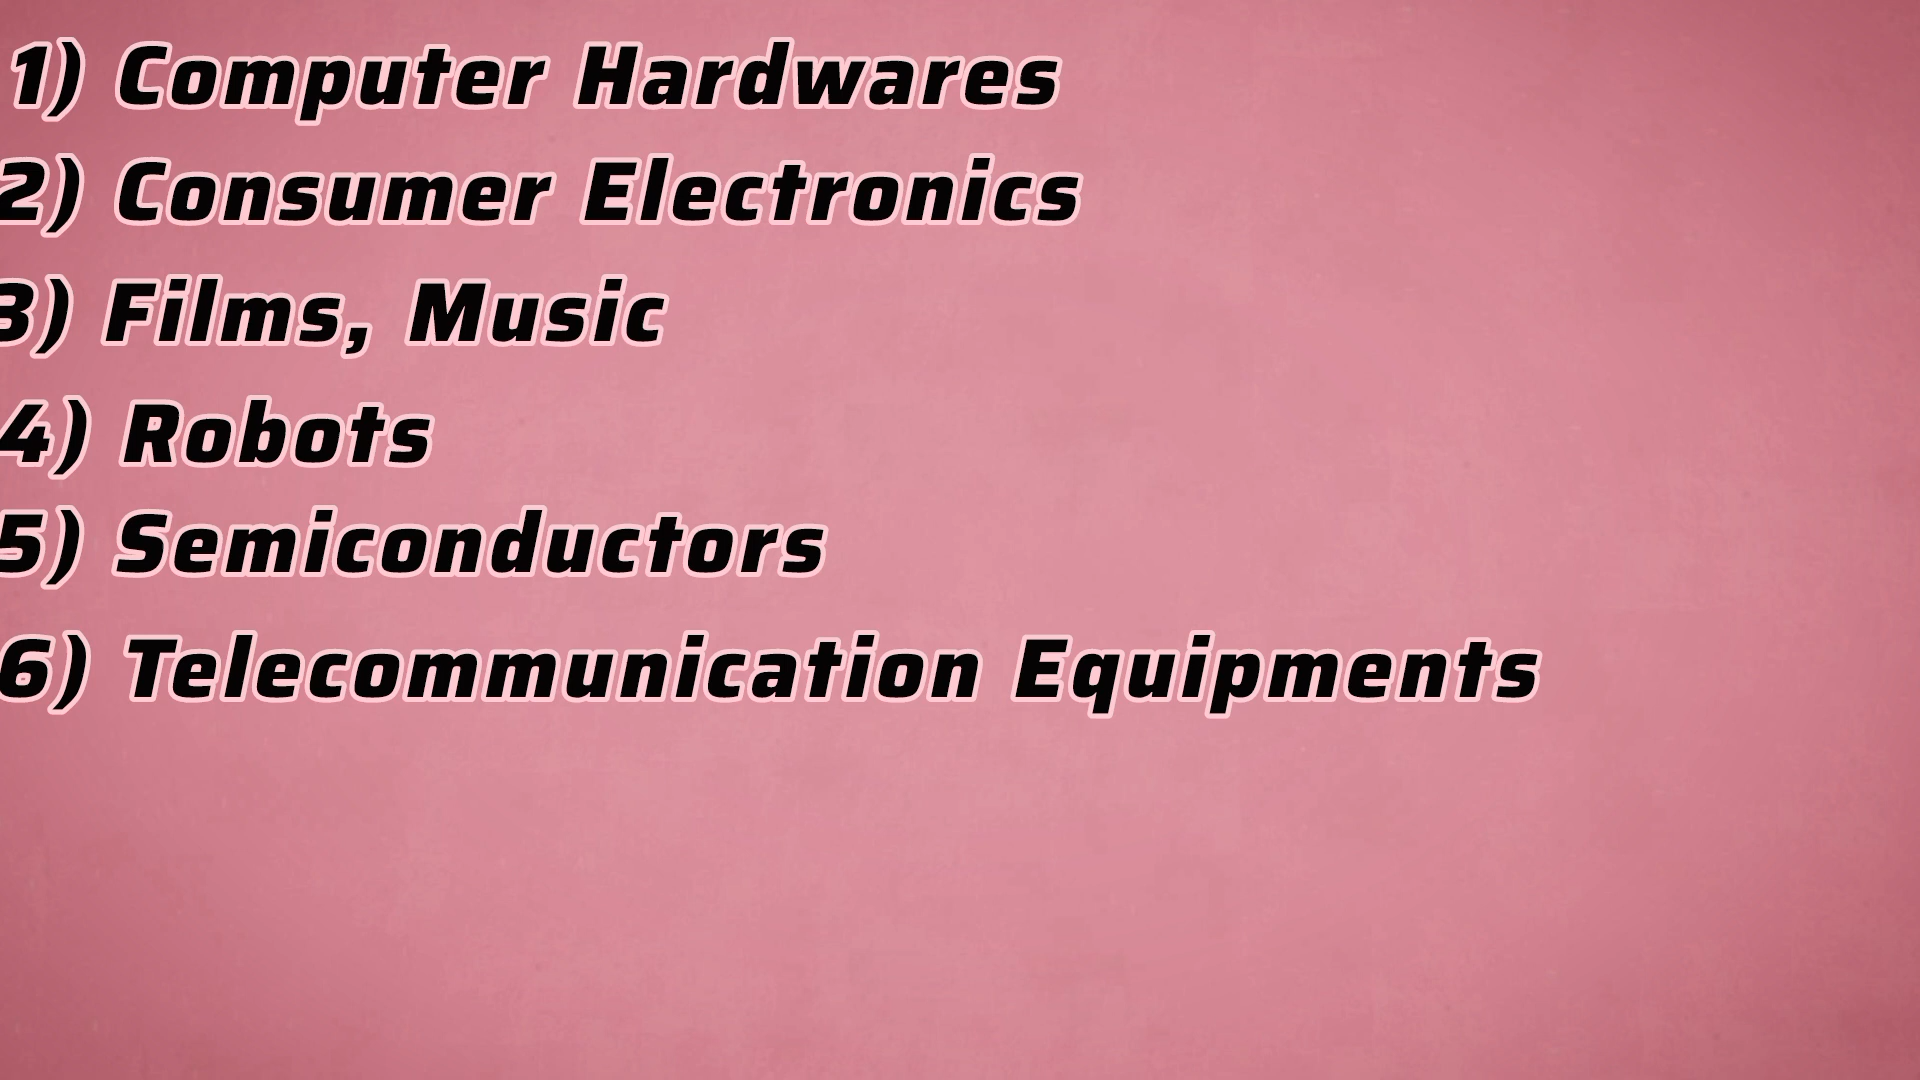 1) Computer Hardwares
2) Consumer Electronics
3) Films, Music
4) Robots
5) Semiconductors
6) Telecommunication Equipments